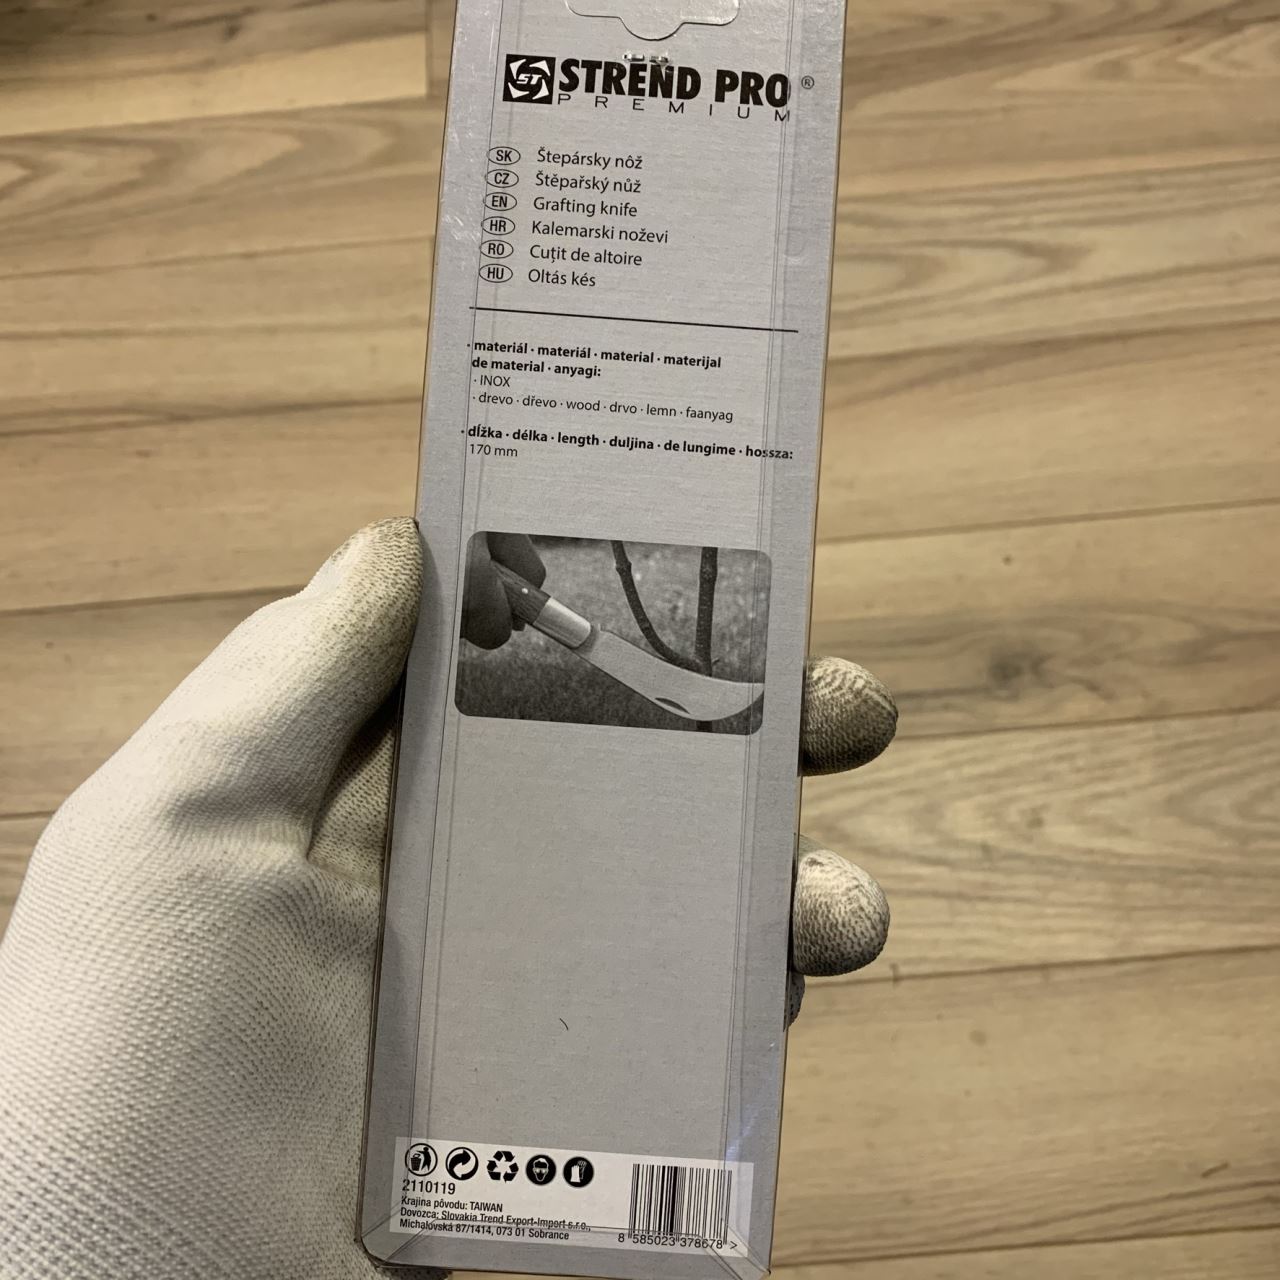 ST STREND PRO ®
PREMIUM
SK Štepársky nôž
CZ Štěpařský nůž
EN Grafting knife
HR Kalemarski noževi
RO Cuțit de altoire
HU Oltás kés
· materiál · materiál · material · materijal
de material · anyagi:
· INOX
· drevo · dřevo · wood · drvo · lemn · faanyag
· dĺžka · délka · length · duljina · de lungime · hossza:
170 mm
2110119
Krajina pôvodu: TAIWAN
Dovozca: Slovakia Trend Export-Import s.r.o.,
Michalovská 87/1414, 073 01 Sobrance
8 585023 378678 >